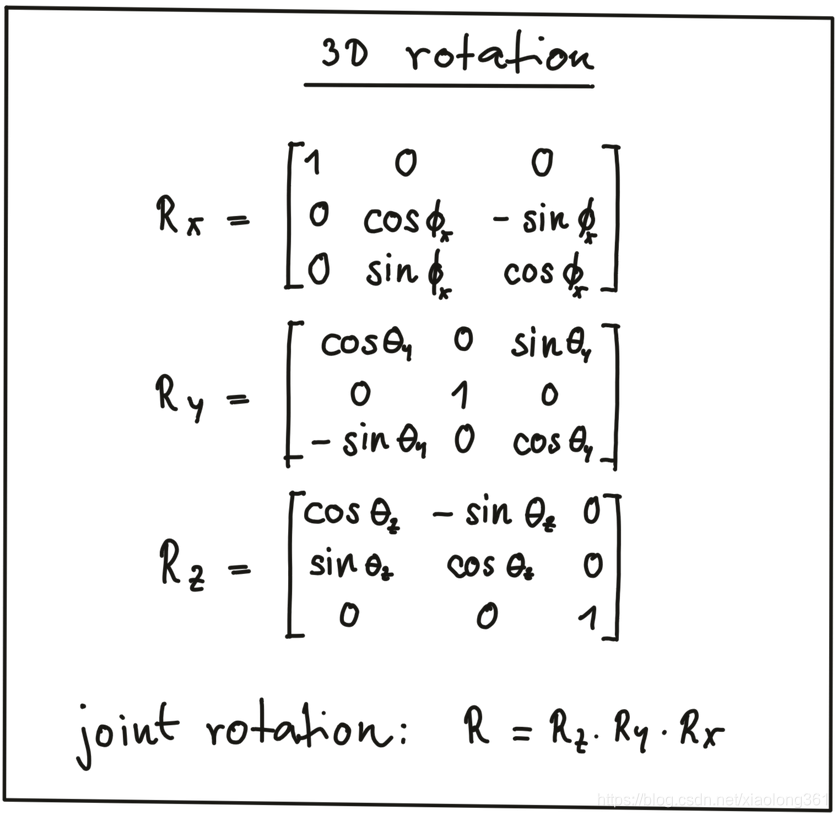 3D rotation
1 0 0
Rx = 0 cosϕx - sinϕx
0 sinϕx cosϕx
cosθy 0 sinθy
Ry = 0 1 0
- sinθy 0 cosθy
cosθz - sinθz 0
Rz = sinθz cosθz 0
0 0 1
joint rotation: R = Rz · Ry · Rx
https://blog.csdn.net/xiaolong361